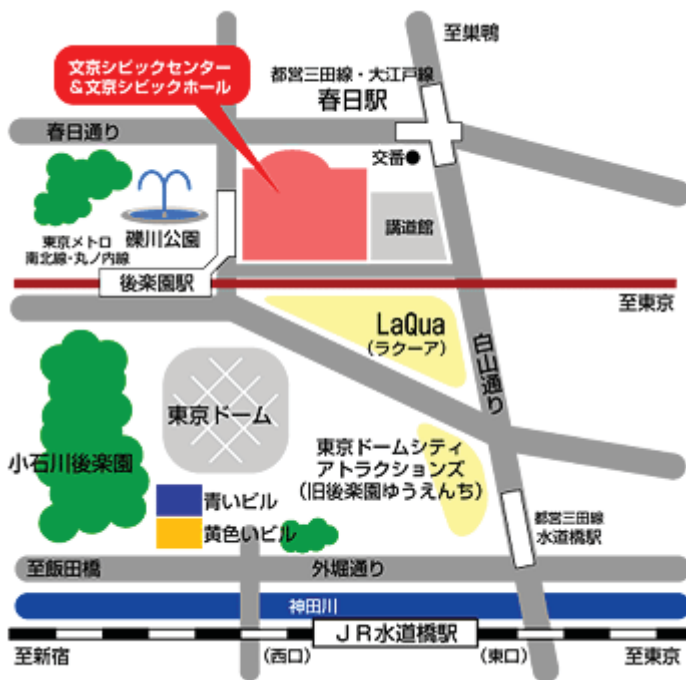 至巣鴨
文京シビックセンター
＆文京シビックホール
都営三田線・大江戸線
春日駅
春日通り
交番●
講道館
礫川公園
東京メトロ
南北線・丸ノ内線
後楽園駅
至東京
LaQua
（ラクーア）
白山通り
東京ドーム
小石川後楽園
東京ドームシティ
アトラクションズ
（旧後楽園ゆうえんち）
青いビル
黄色いビル
都営三田線
水道橋駅
至飯田橋
外堀通り
神田川
ＪＲ水道橋駅
至新宿
（西口）
（東口）
至東京